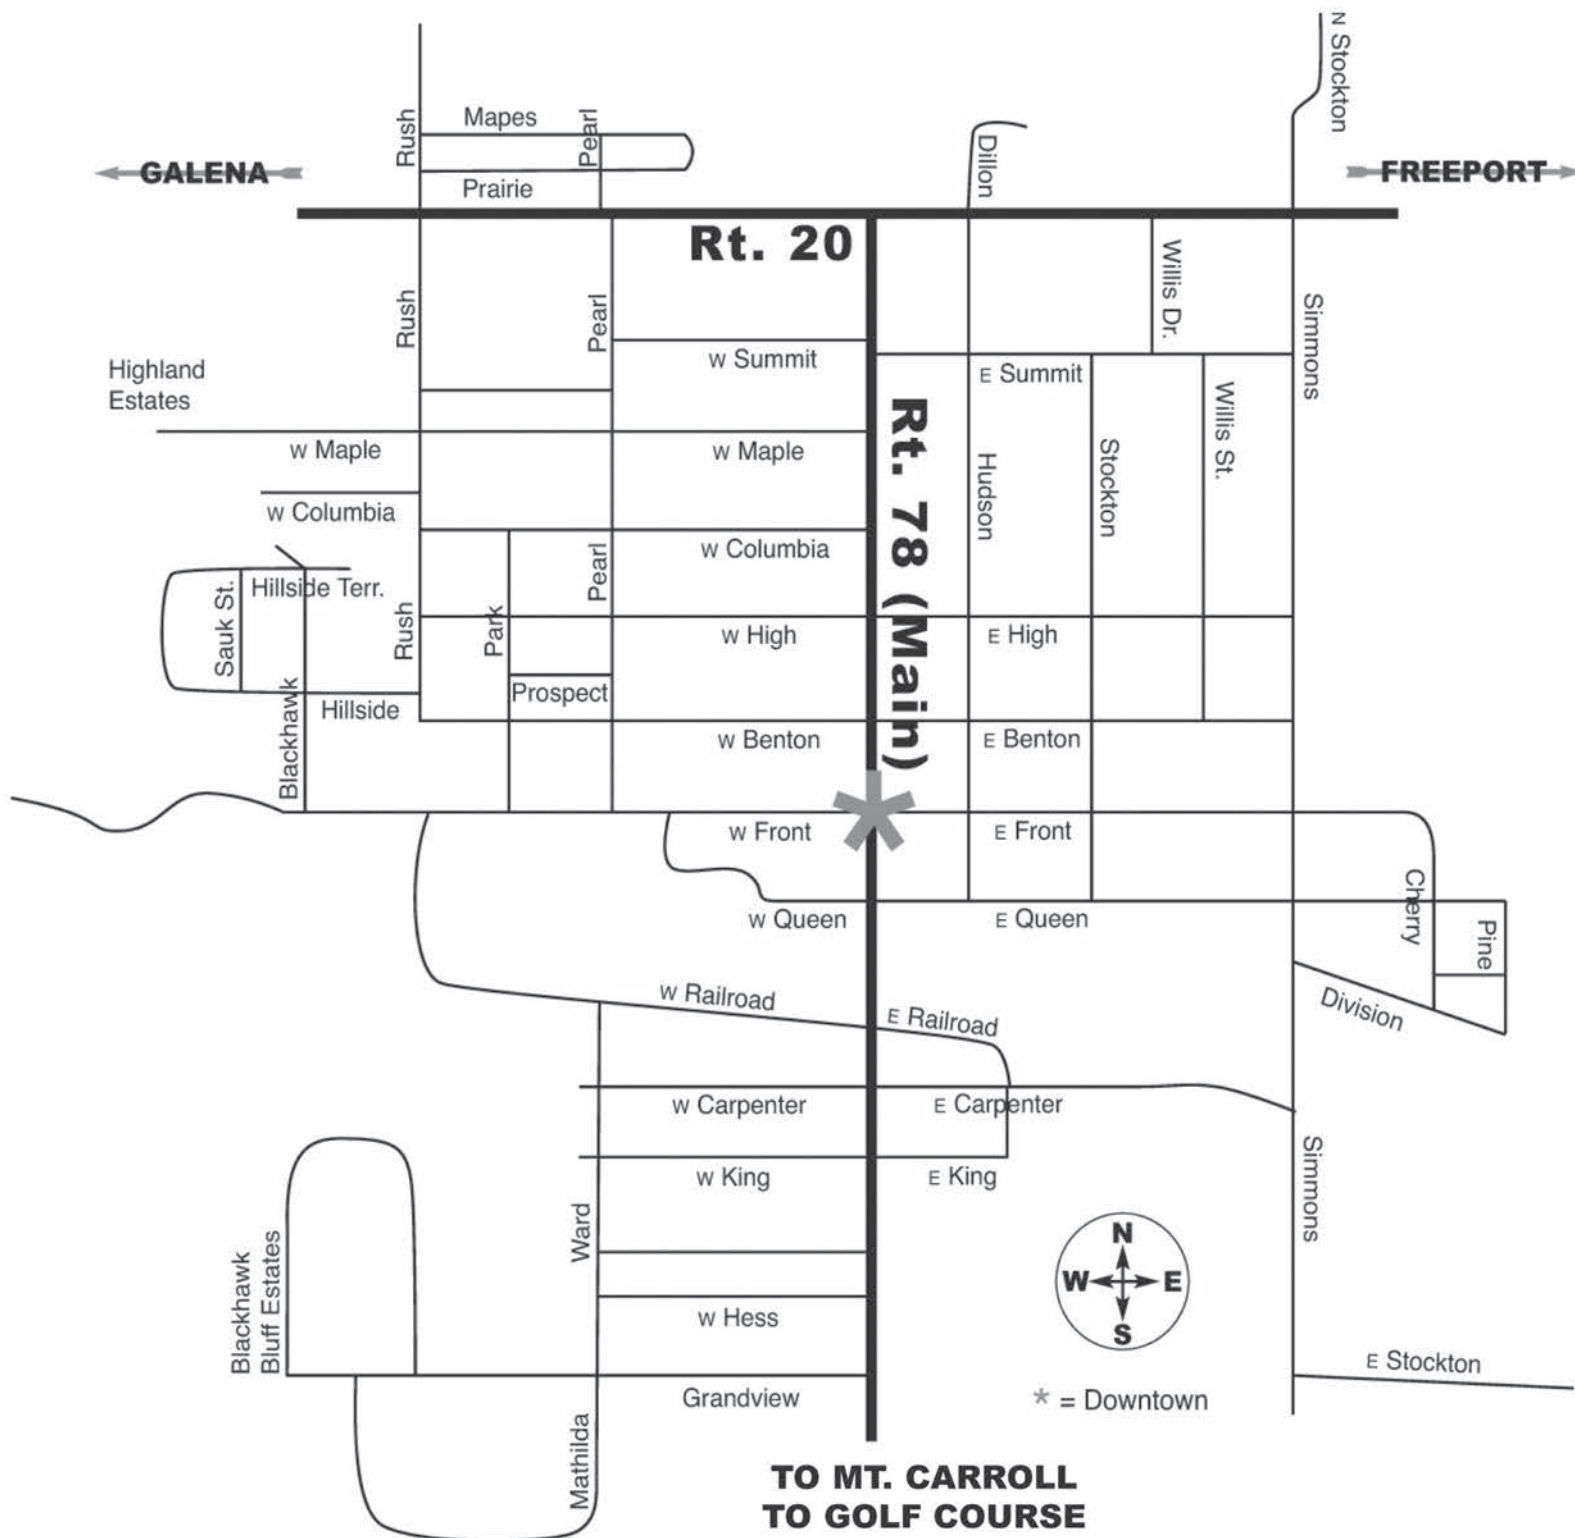 N Stockton
Rush
Mapes
Pearl
Dillon
GALENA
FREEPORT
Prairie
Rt. 20
Willis Dr.
Rush
Pearl
Simmons
W Summit
E Summit
Highland
Estates
Willis St.
Rt. 78 (Main)
W Maple
W Maple
Hudson
Stockton
W Columbia
W Columbia
Pearl
Sauk St.
Hillside Terr.
Rush
Park
W High
E High
Prospect
Blackhawk
Hillside
W Benton
E Benton
W Front
E Front
Cherry
W Queen
E Queen
Pine
W Railroad
E Railroad
Division
W Carpenter
E Carpenter
W King
E King
Simmons
Ward
N
W E
S
Blackhawk
Bluff Estates
W Hess
E Stockton
Grandview
* = Downtown
Mathilda
TO MT. CARROLL
TO GOLF COURSE